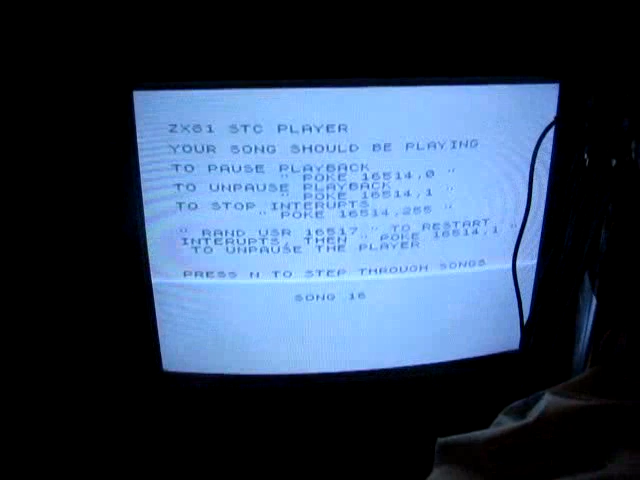 ZX81 STC PLAYER
YOUR SONG SHOULD BE PLAYING
TO PAUSE PLAYBACK
" POKE 16514,0 "
TO UNPAUSE PLAYBACK
" POKE 16514,1 "
TO STOP INTERUPTS
" POKE 16514,255 "
" RAND USR 16517 " TO RESTART
INTERUPTS, THEN " POKE 16514,1 "
TO UNPAUSE THE PLAYER
PRESS N TO STEP THROUGH SONGS
SONG 16